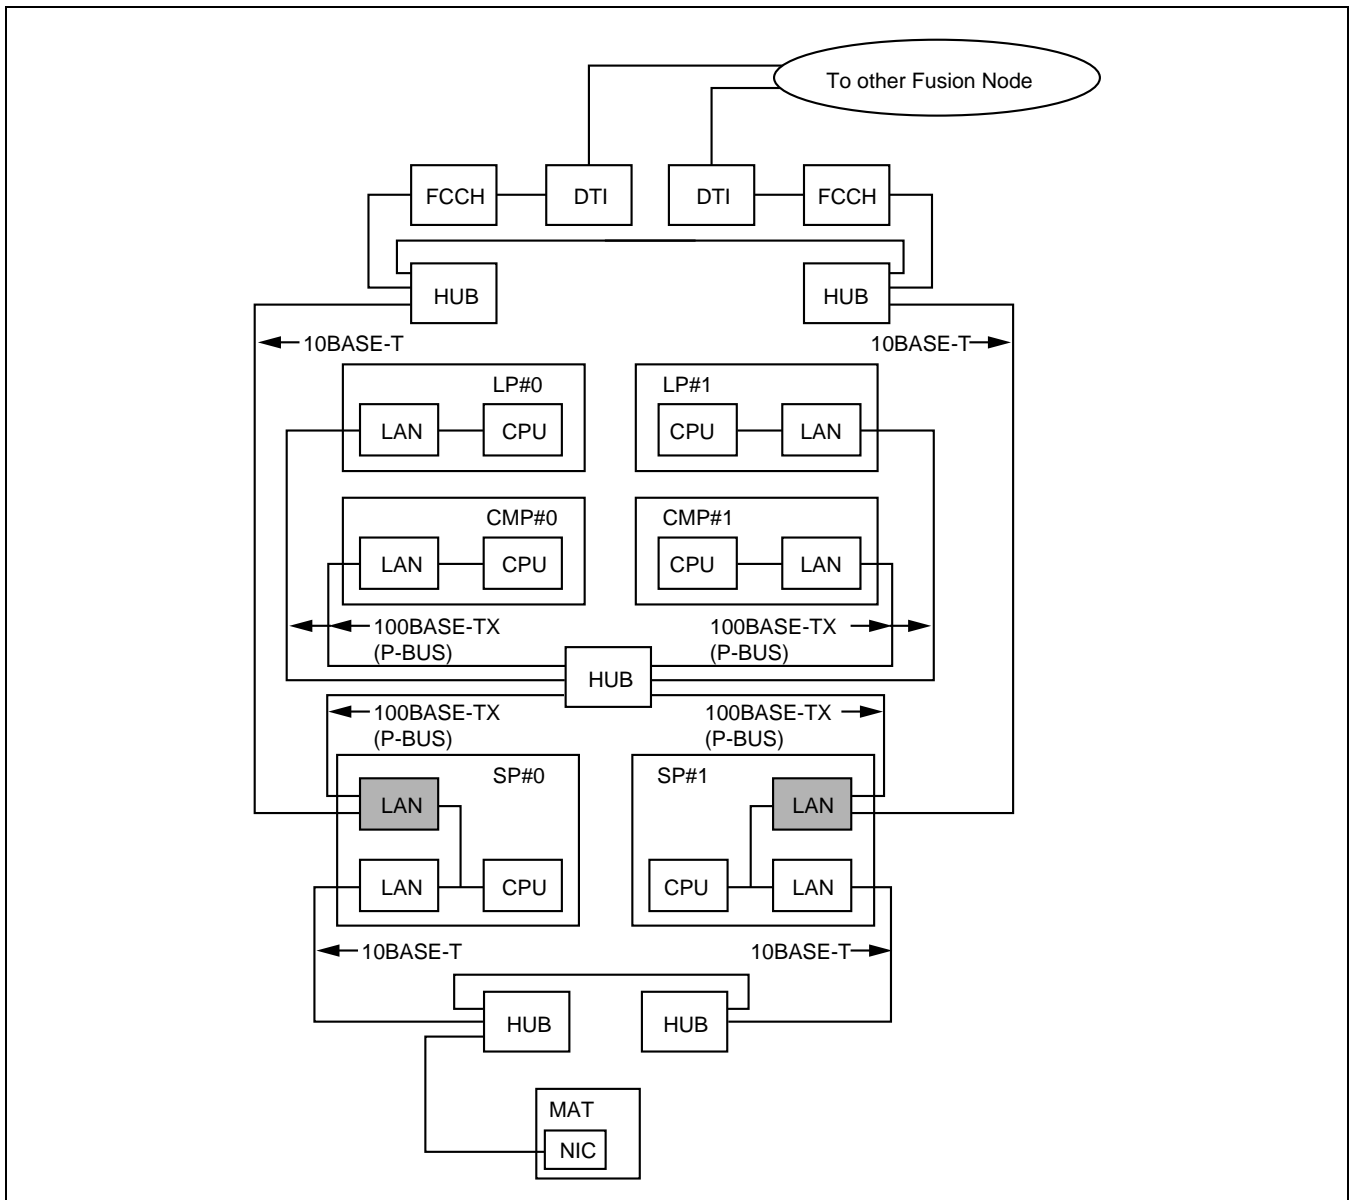 To other Fusion Node
FCCH
DTI
DTI
FCCH
HUB
HUB
10BASE-T
10BASE-T
LP#0
LP#1
LAN
CPU
CPU
LAN
CMP#0
CMP#1
LAN
CPU
CPU
LAN
100BASE-TX
(P-BUS)
100BASE-TX
(P-BUS)
HUB
100BASE-TX
(P-BUS)
100BASE-TX
(P-BUS)
SP#0
SP#1
LAN
LAN
LAN
CPU
CPU
LAN
10BASE-T
10BASE-T
HUB
HUB
MAT
NIC